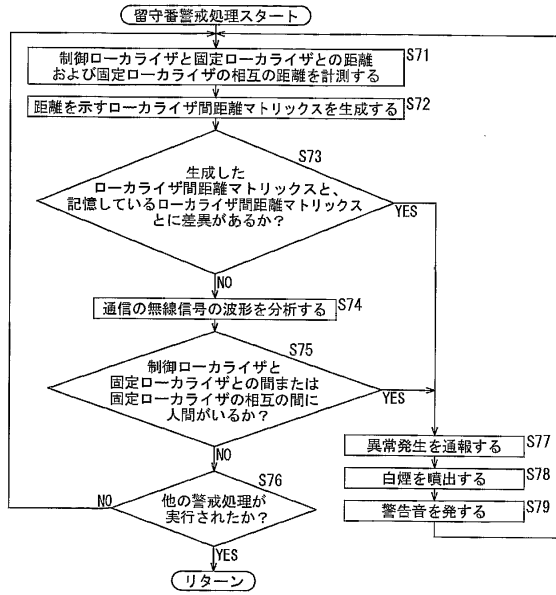 留守番警戒処理スタート
制御ローカライザと固定ローカライザとの距離
および固定ローカライザの相互の距離を計測する
S71
距離を示すローカライザ間距離マトリックスを生成する
S72
S73
生成した
ローカライザ間距離マトリックスと、
記憶しているローカライザ間距離マトリックス
とに差異があるか？
YES
NO
通信の無線信号の波形を分析する
S74
S75
制御ローカライザと
固定ローカライザとの間または
固定ローカライザの相互の間に
人間がいるか？
YES
NO
S76
他の警戒処理が
実行されたか？
NO
YES
リターン
異常発生を通報する
S77
白煙を噴出する
S78
警告音を発する
S79